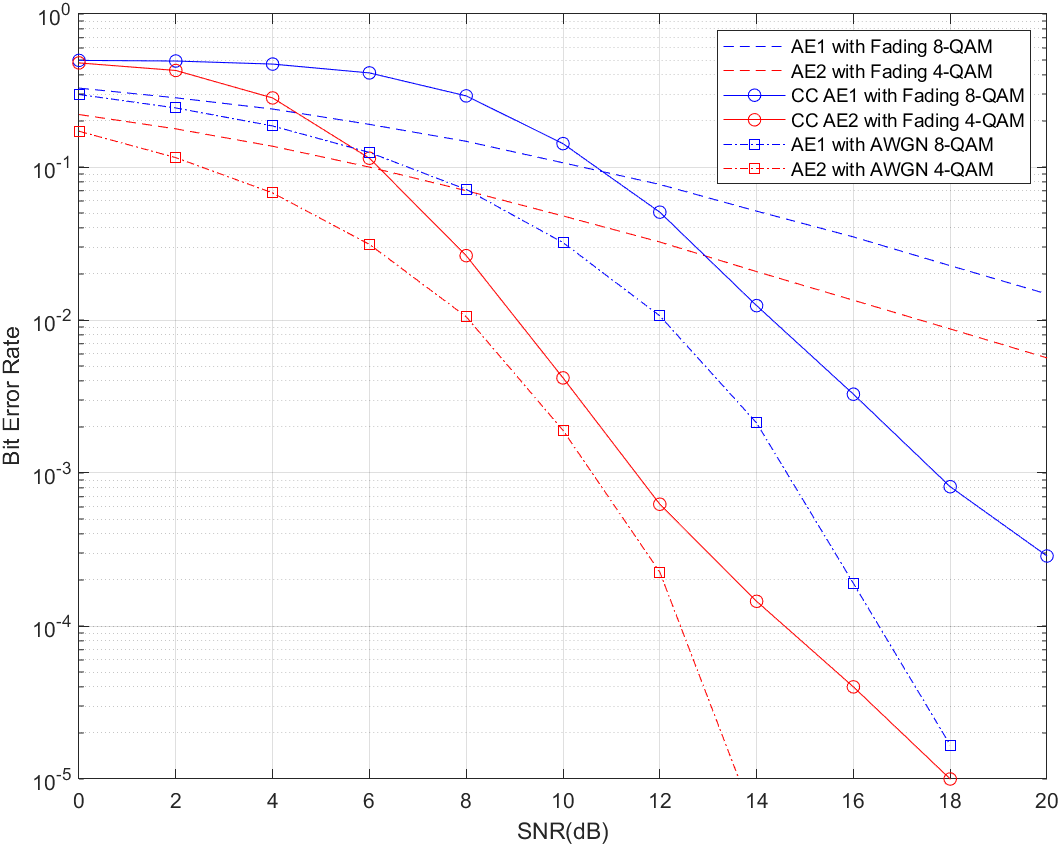 10^0
10^-1
10^-2
10^-3
10^-4
10^-5
Bit Error Rate
AE1 with Fading 8-QAM
AE2 with Fading 4-QAM
CC AE1 with Fading 8-QAM
CC AE2 with Fading 4-QAM
AE1 with AWGN 8-QAM
AE2 with AWGN 4-QAM
0 2 4 6 8 10 12 14 16 18 20
SNR(dB)